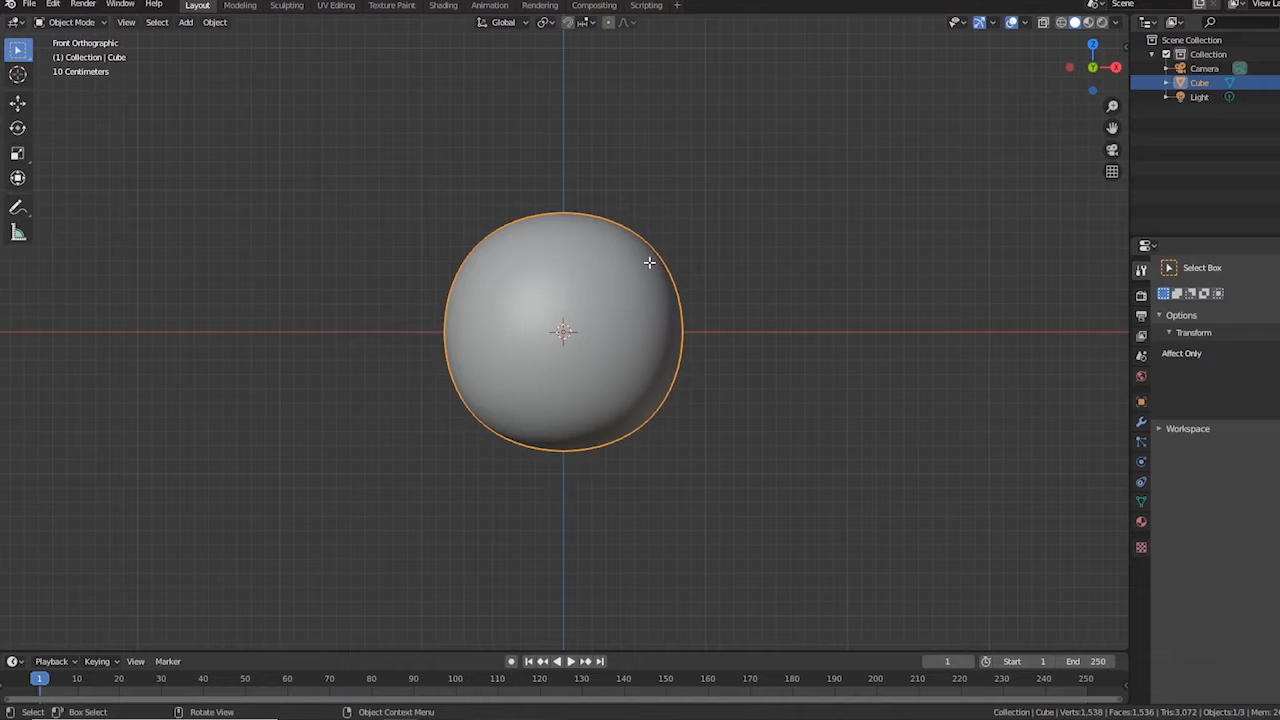 File Edit Render Window Help Layout Modeling Sculpting UV Editing Texture Paint Shading Animation Rendering Compositing Scripting + Scene
Object Mode View Select Add Object Global
Front Orthographic
(1) Collection | Cube
10 Centimeters
Z
Y
X
Scene Collection
Collection
Camera
Cube
Light
Select Box
Options
Transform
Affect Only
Workspace
Playback Keying View Marker 1 Start 1 End 250
1 10 20 30 40 50 60 70 80 90 100 110 120 130 140 150 160 170 180 190 200 210 220 230 240 250
Select Box Select Rotate View Object Context Menu Collection | Cube | Verts:1,538 | Faces:1,536 | Tris:3,072 | Objects:1/3 | Mem: